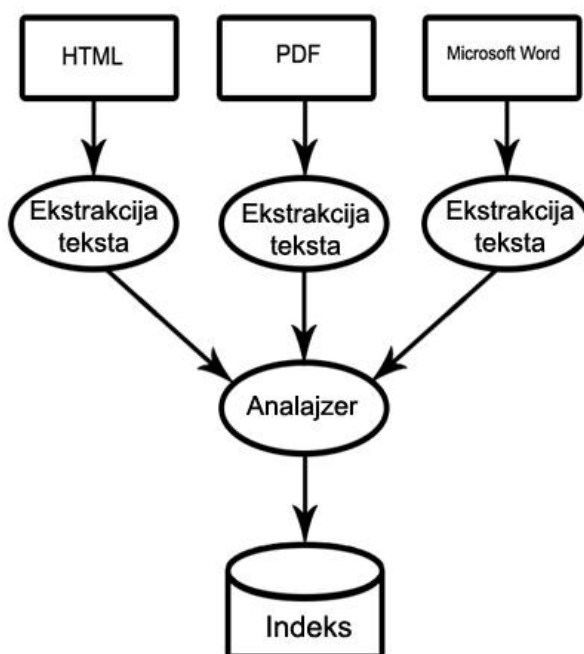 HTML
PDF
Microsoft Word
Ekstrakcija
teksta
Ekstrakcija
teksta
Ekstrakcija
teksta
Analajzer
Indeks